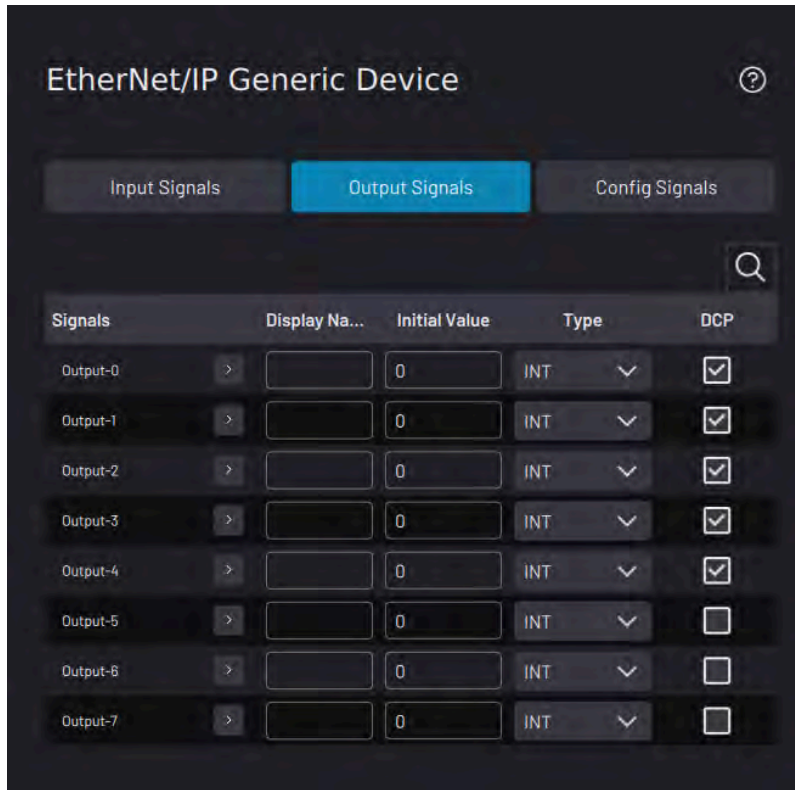 EtherNet/IP Generic Device
Input Signals Output Signals Config Signals
Signals Display Na... Initial Value Type DCP
Output-0 0 INT
Output-1 0 INT
Output-2 0 INT
Output-3 0 INT
Output-4 0 INT
Output-5 0 INT
Output-6 0 INT
Output-7 0 INT